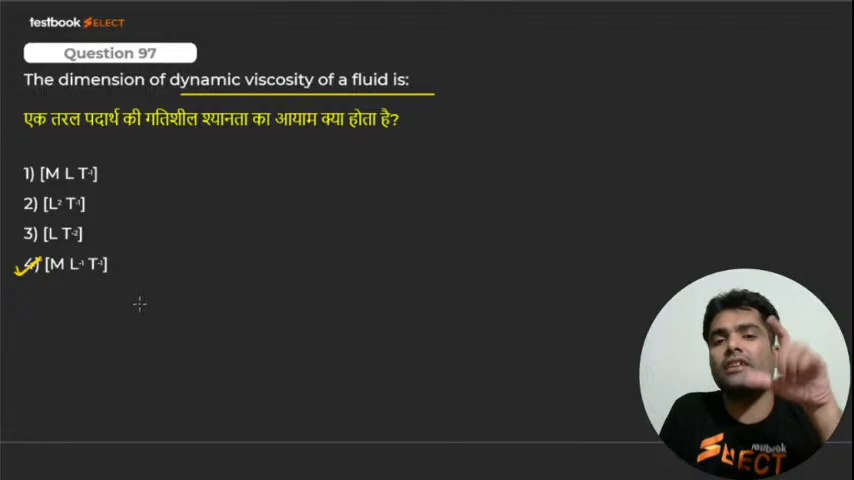 testbook SELECT
Question 97
The dimension of dynamic viscosity of a fluid is:
एक तरल पदार्थ की गतिशील श्यानता का आयाम क्या होता है?
1) [M L T⁻¹]
2) [L² T⁻¹]
3) [L T⁻²]
4) [M L⁻¹ T⁻¹]
testbook
SELECT